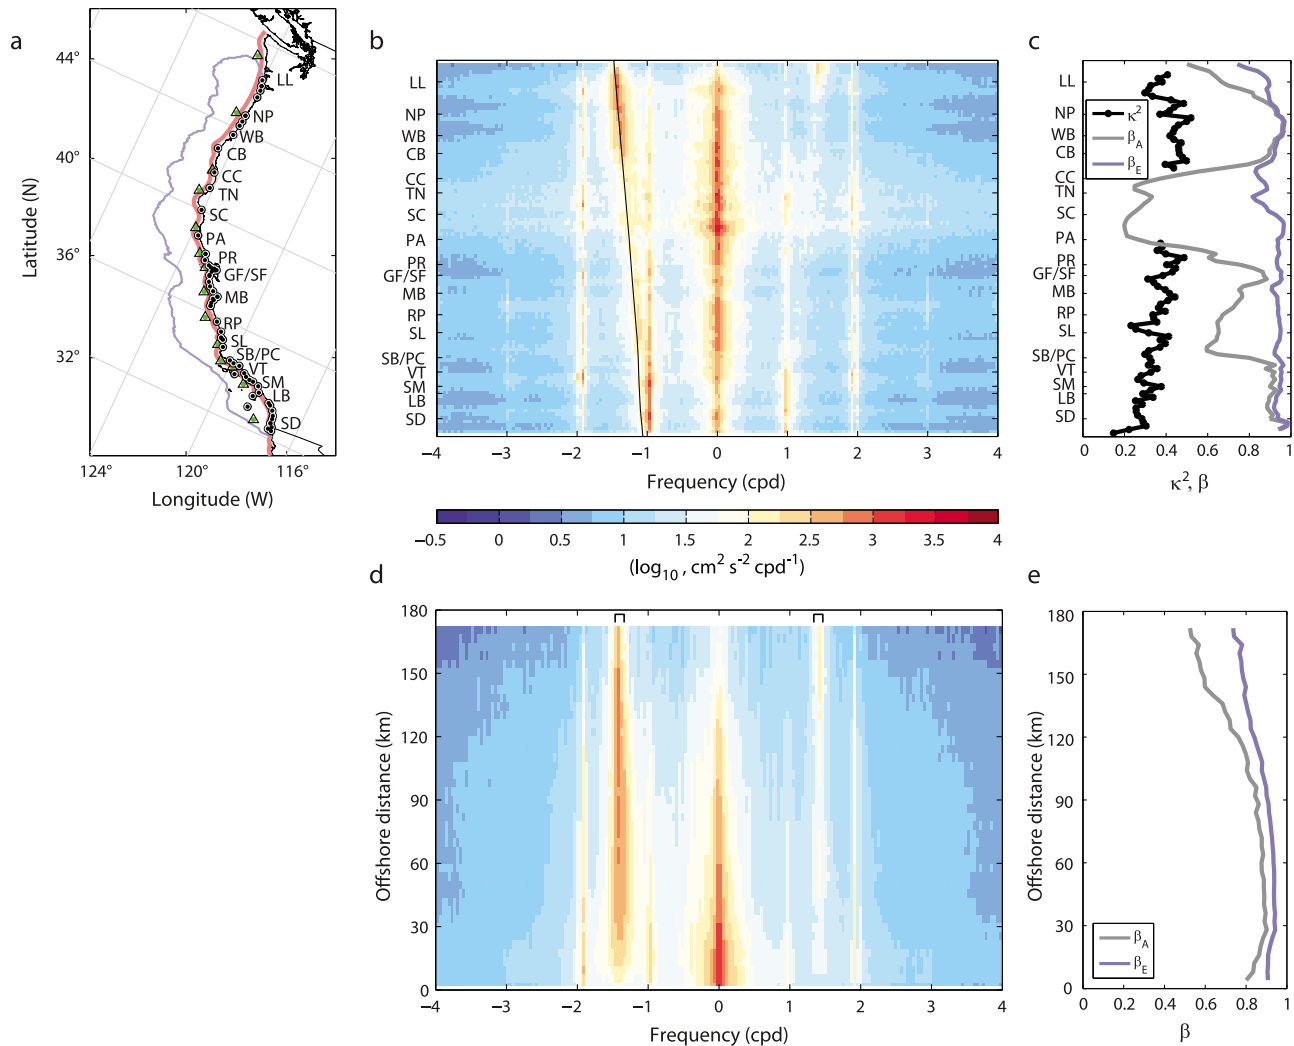 a
44°
40°
36°
32°
Latitude (N)
LL
NP
WB
CB
CC
TN
SC
PA
PR
GF/SF
MB
RP
SL
SB/PC
VT
SM
LB
SD
124°
120°
116°
Longitude (W)
b
LL
NP
WB
CB
CC
TN
SC
PA
PR
GF/SF
MB
RP
SL
SB/PC
VT
SM
LB
SD
−4 −3 −2 −1 0 1 2 3 4
Frequency (cpd)
c
LL
NP
WB
CB
CC
TN
SC
PA
PR
GF/SF
MB
RP
SL
SB/PC
VT
SM
LB
SD
κ²
β_A
β_E
0 0.2 0.4 0.6 0.8 1
κ², β
−0.5 0 0.5 1 1.5 2 2.5 3 3.5 4
(log₁₀, cm² s⁻² cpd⁻¹)
d
180
150
120
90
60
30
0
Offshore distance (km)
−4 −3 −2 −1 0 1 2 3 4
Frequency (cpd)
e
180
150
120
90
60
30
0
Offshore distance (km)
β_A
β_E
0 0.2 0.4 0.6 0.8 1
β